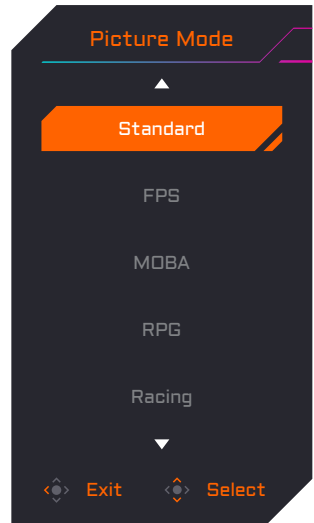 Picture Mode
Standard
FPS
MOBA
RPG
Racing
Exit Select